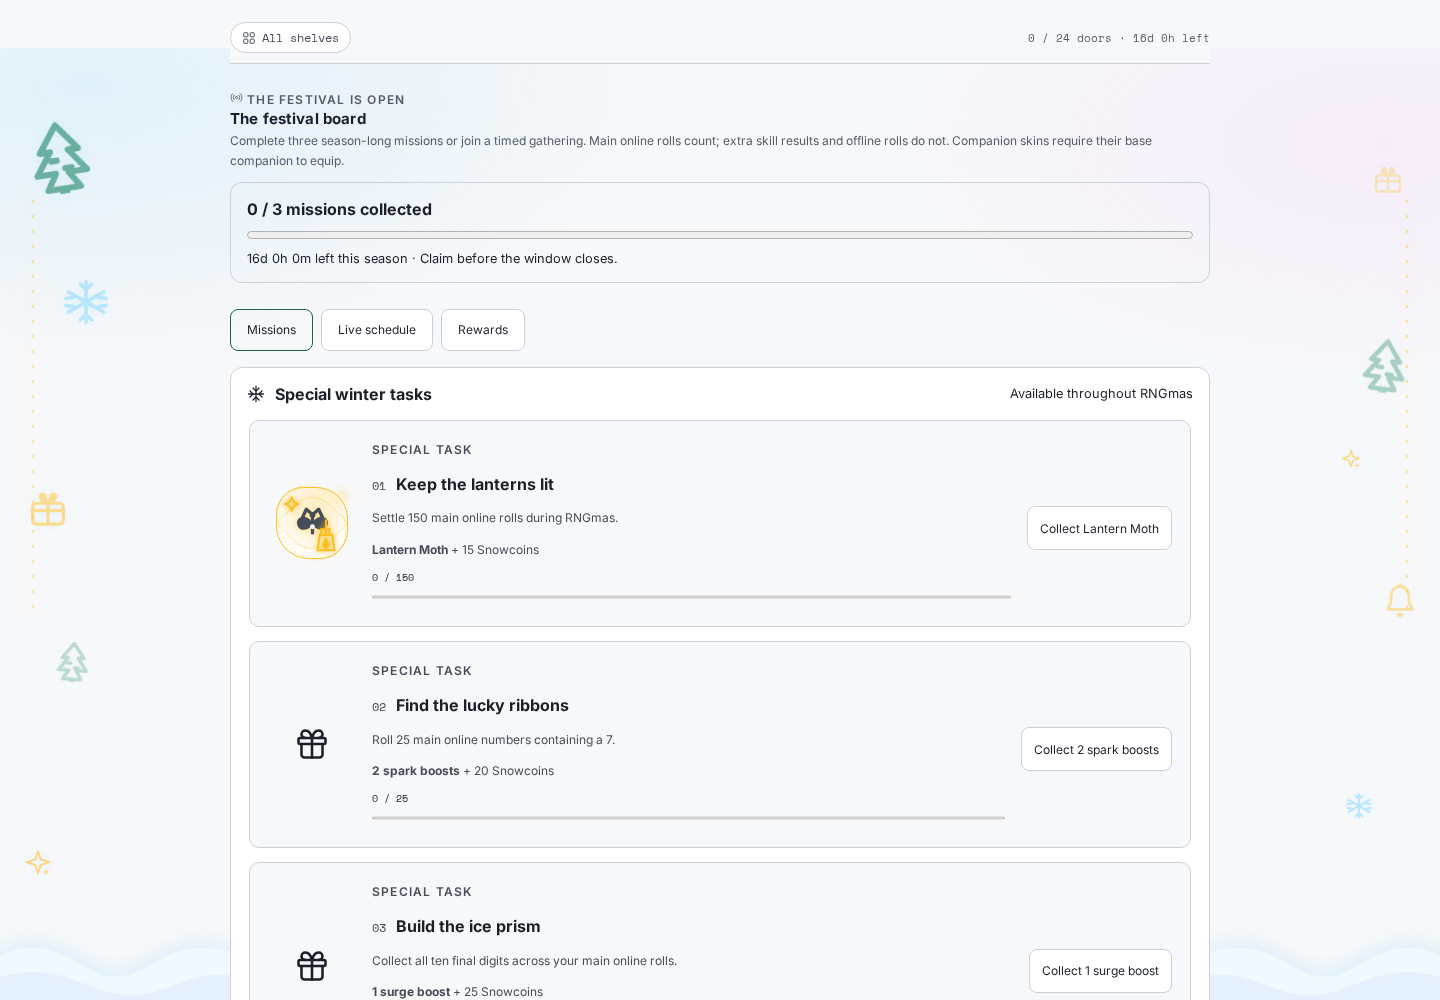 All shelves
0 / 24 doors · 16d 0h left
THE FESTIVAL IS OPEN
The festival board
Complete three season-long missions or join a timed gathering. Main online rolls count; extra skill results and offline rolls do not. Companion skins require their base
companion to equip.
0 / 3 missions collected
16d 0h 0m left this season · Claim before the window closes.
Missions
Live schedule
Rewards
Special winter tasks
Available throughout RNGmas
SPECIAL TASK
01 Keep the lanterns lit
Settle 150 main online rolls during RNGmas.
Lantern Moth + 15 Snowcoins
0 / 150
Collect Lantern Moth
SPECIAL TASK
02 Find the lucky ribbons
Roll 25 main online numbers containing a 7.
2 spark boosts + 20 Snowcoins
0 / 25
Collect 2 spark boosts
SPECIAL TASK
03 Build the ice prism
Collect all ten final digits across your main online rolls.
1 surge boost + 25 Snowcoins
Collect 1 surge boost